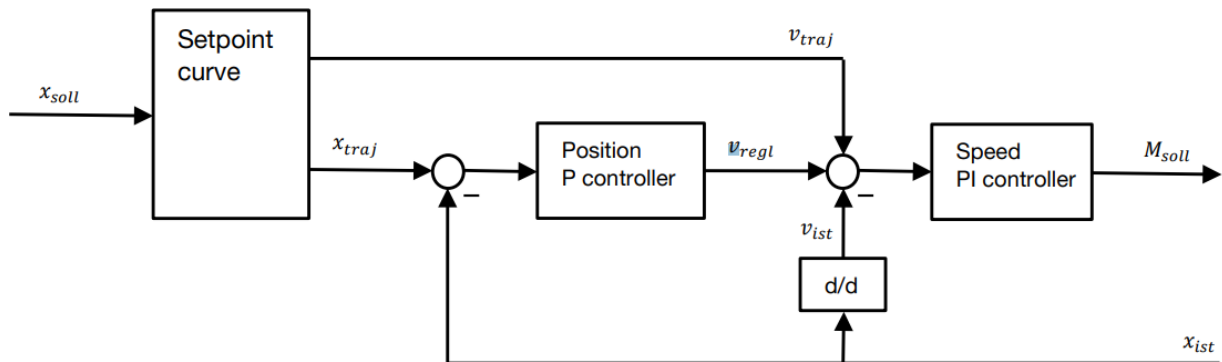 Setpoint
curve
v_traj
x_soll
x_traj
Position
P controller
v_regl
Speed
PI controller
M_soll
−
−
v_ist
d/d
x_ist